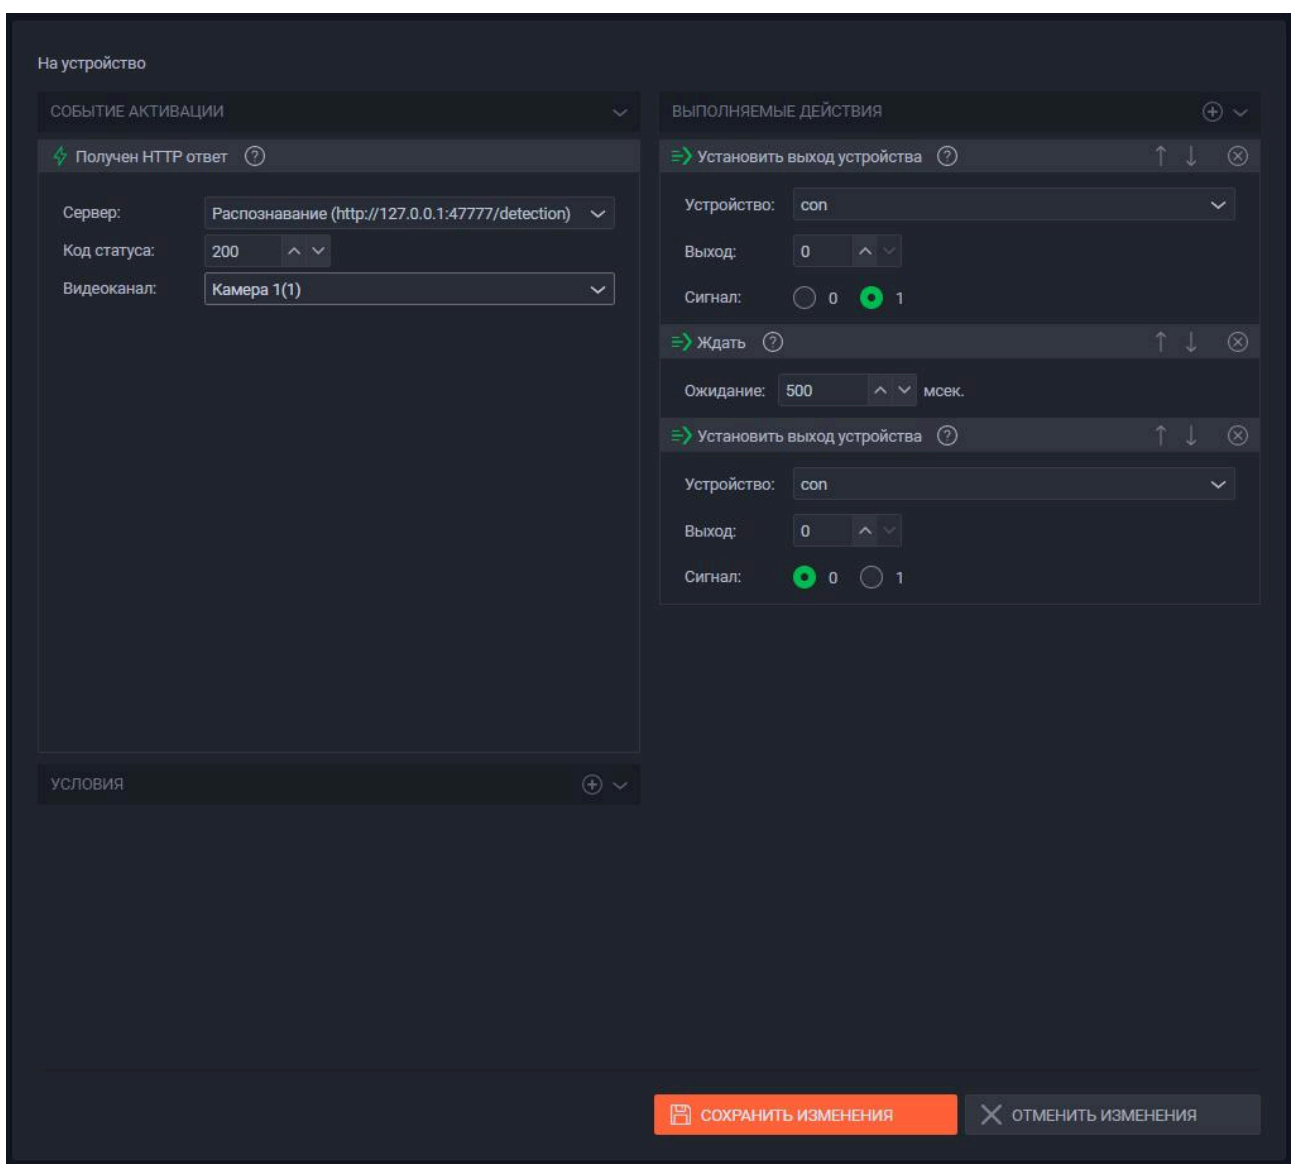 На устройство
СОБЫТИЕ АКТИВАЦИИ
Получен HTTP ответ
Сервер: Распознавание (http://127.0.0.1:47777/detection)
Код статуса: 200
Видеоканал: Камера 1(1)
УСЛОВИЯ
ВЫПОЛНЯЕМЫЕ ДЕЙСТВИЯ
Установить выход устройства
Устройство: con
Выход: 0
Сигнал: 0 1
Ждать
Ожидание: 500 мсек.
Установить выход устройства
Устройство: con
Выход: 0
Сигнал: 0 1
СОХРАНИТЬ ИЗМЕНЕНИЯ
ОТМЕНИТЬ ИЗМЕНЕНИЯ